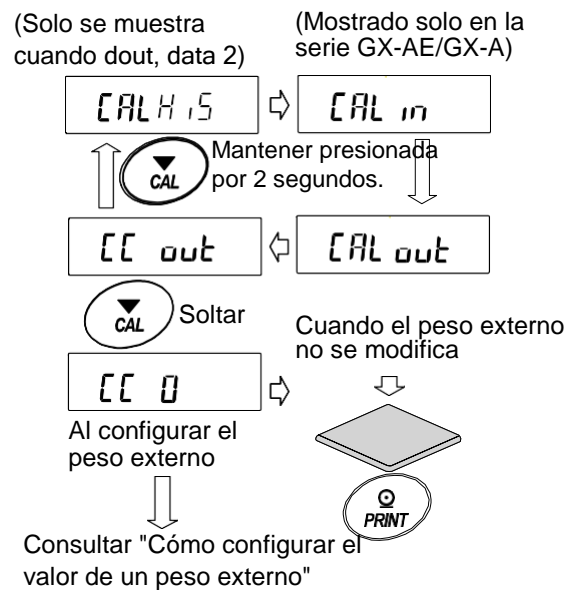 (Solo se muestra
cuando dout, data 2)
(Mostrado solo en la
serie GX-AE/GX-A)
CALHiS
CAL in
CAL
Mantener presionada
por 2 segundos.
CC out
CAL out
CAL
Soltar
Cuando el peso externo
no se modifica
CC 0
Al configurar el
peso externo
PRINT
Consultar "Cómo configurar el
valor de un peso externo"